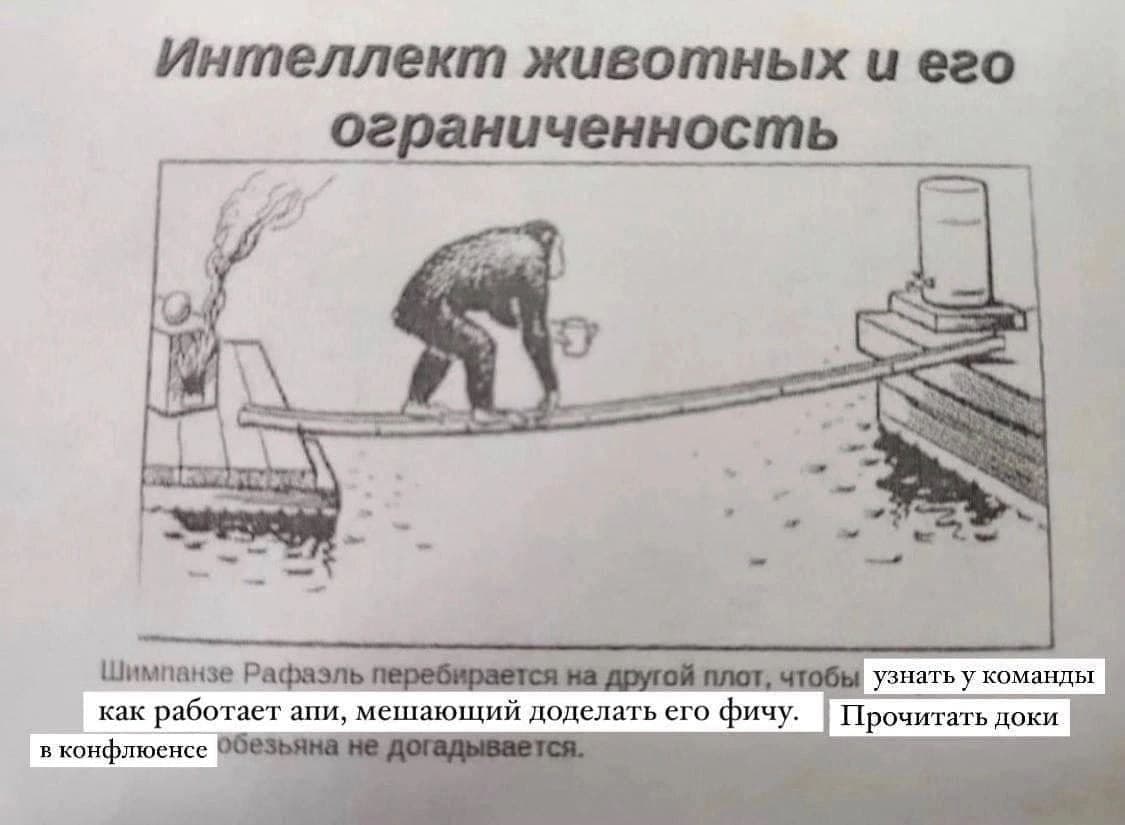 Интеллект животных и его
ограниченность
Шимпанзе Рафаэль перебирается на другой плот, чтобы узнать у команды
как работает апи, мешающий доделать его фичу. Прочитать доки
в конфлюенсе обезьяна не догадывается.